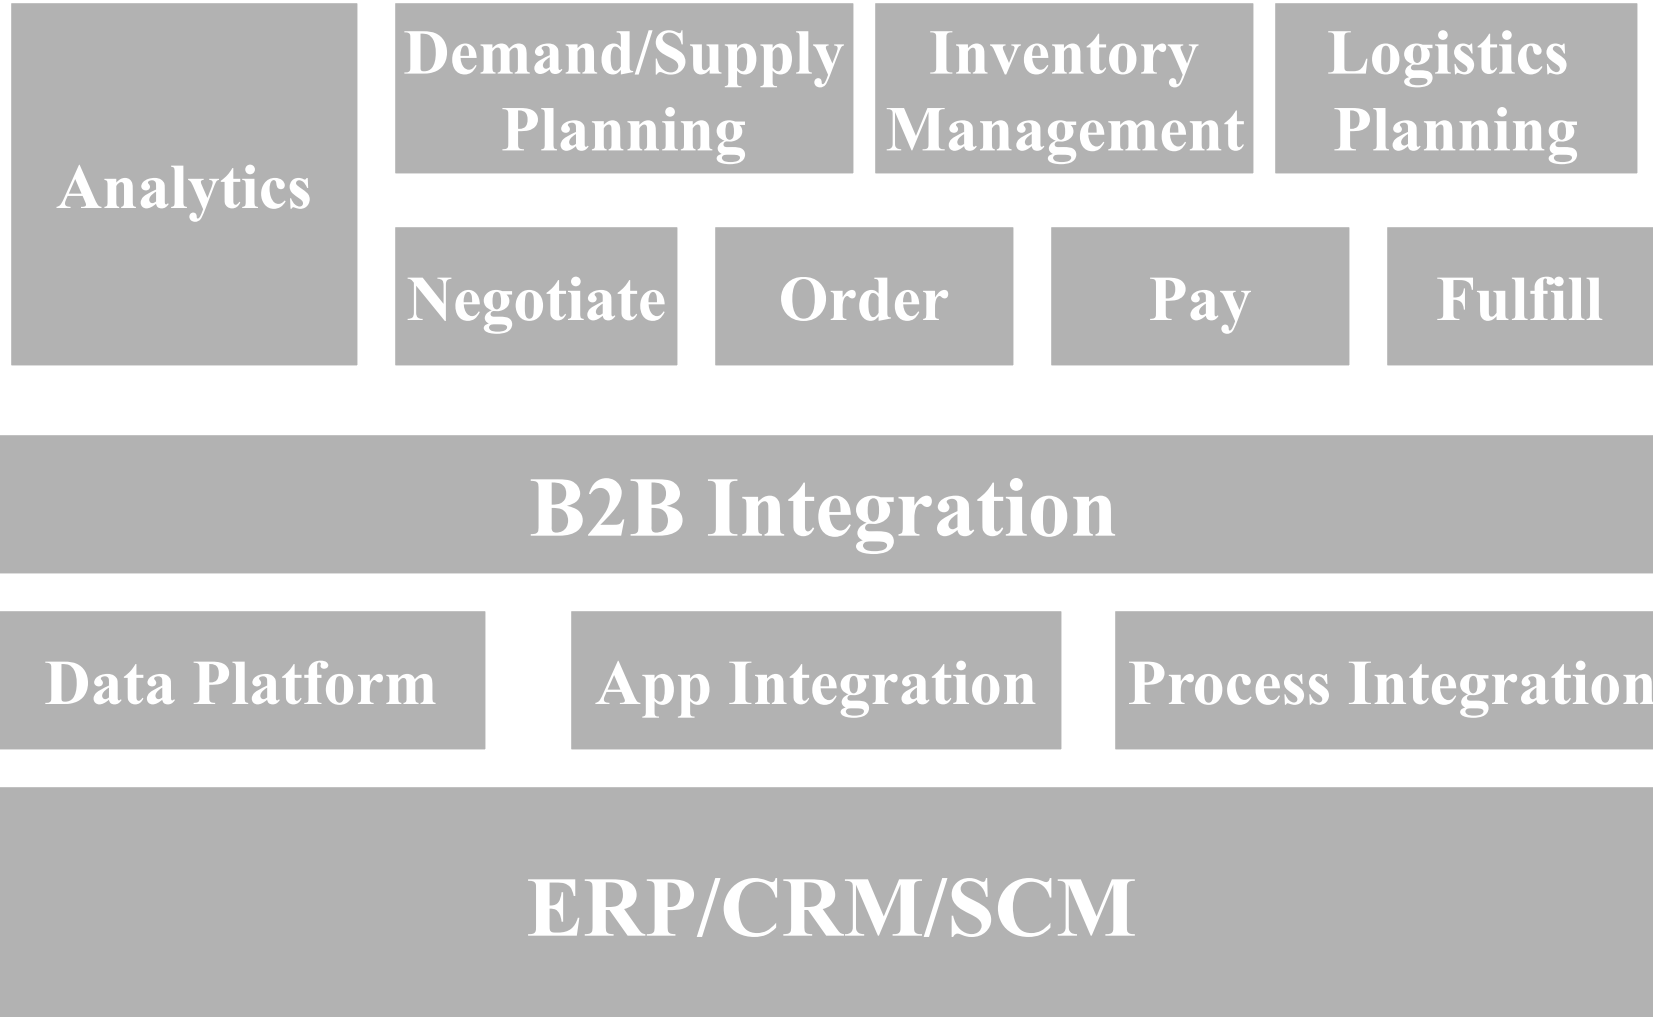 Analytics
Demand/Supply
Planning
Inventory
Management
Logistics
Planning
Negotiate
Order
Pay
Fulfill
B2B Integration
Data Platform
App Integration
Process Integration
ERP/CRM/SCM